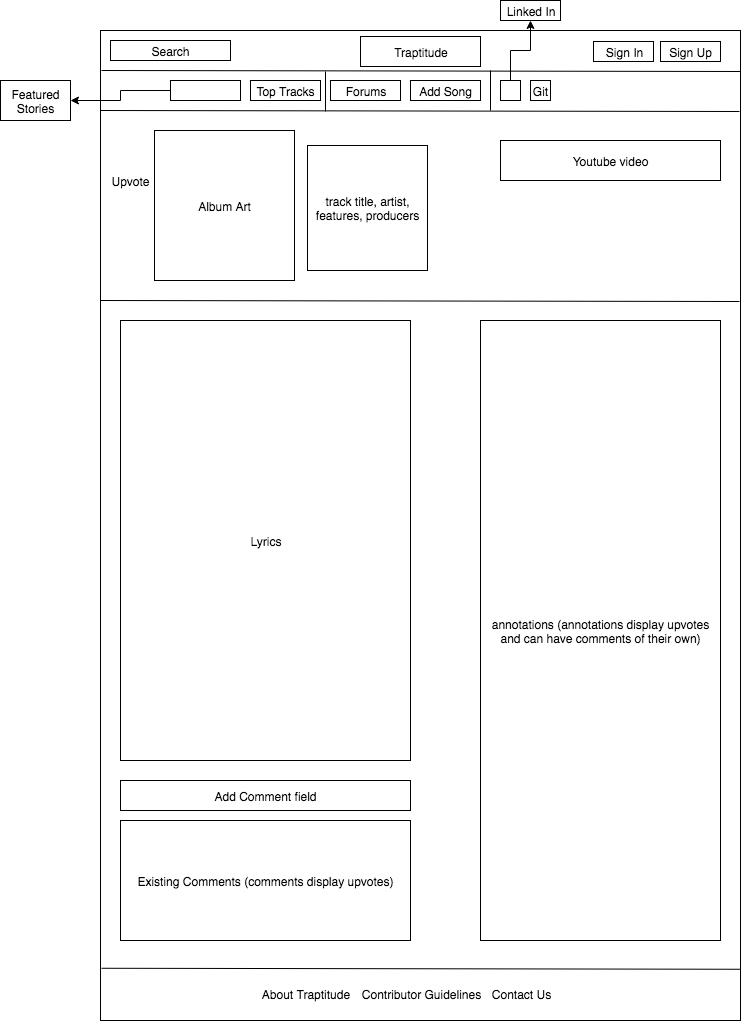 Linked In
Search
Traptitude
Sign In
Sign Up
Featured
Stories
Top Tracks
Forums
Add Song
Git
Upvote
Album Art
track title, artist,
features, producers
Youtube video
Lyrics
annotations (annotations display upvotes
and can have comments of their own)
Add Comment field
Existing Comments (comments display upvotes)
About Traptitude Contributor Guidelines Contact Us